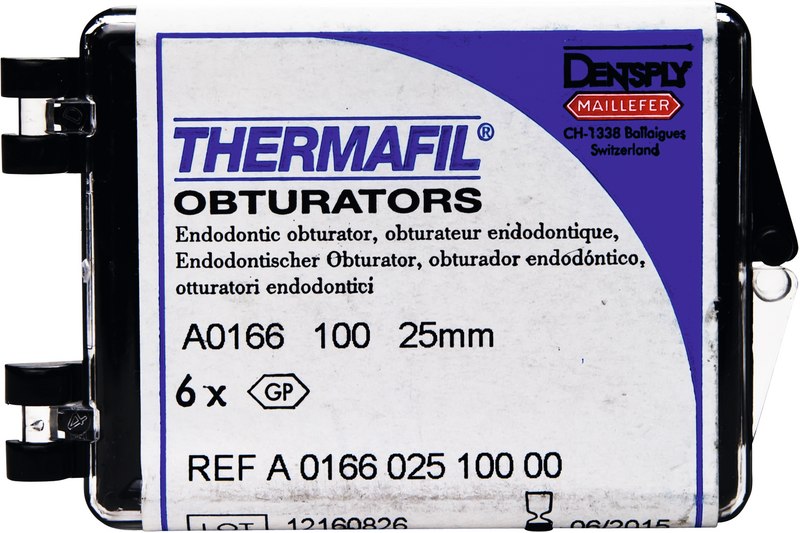 DENSPLY
MAILLEFER
CH-1338 Ballaigues
Switzerland
THERMAFIL®
OBTURATORS
Endodontic obturator, obturateur endodontique,
Endodontischer Obturator, obturador endodóntico,
otturatori endodontici
A0166 100 25mm
6 x GP
REF A 0166 025 100 00
LOT 12160826 06/2015